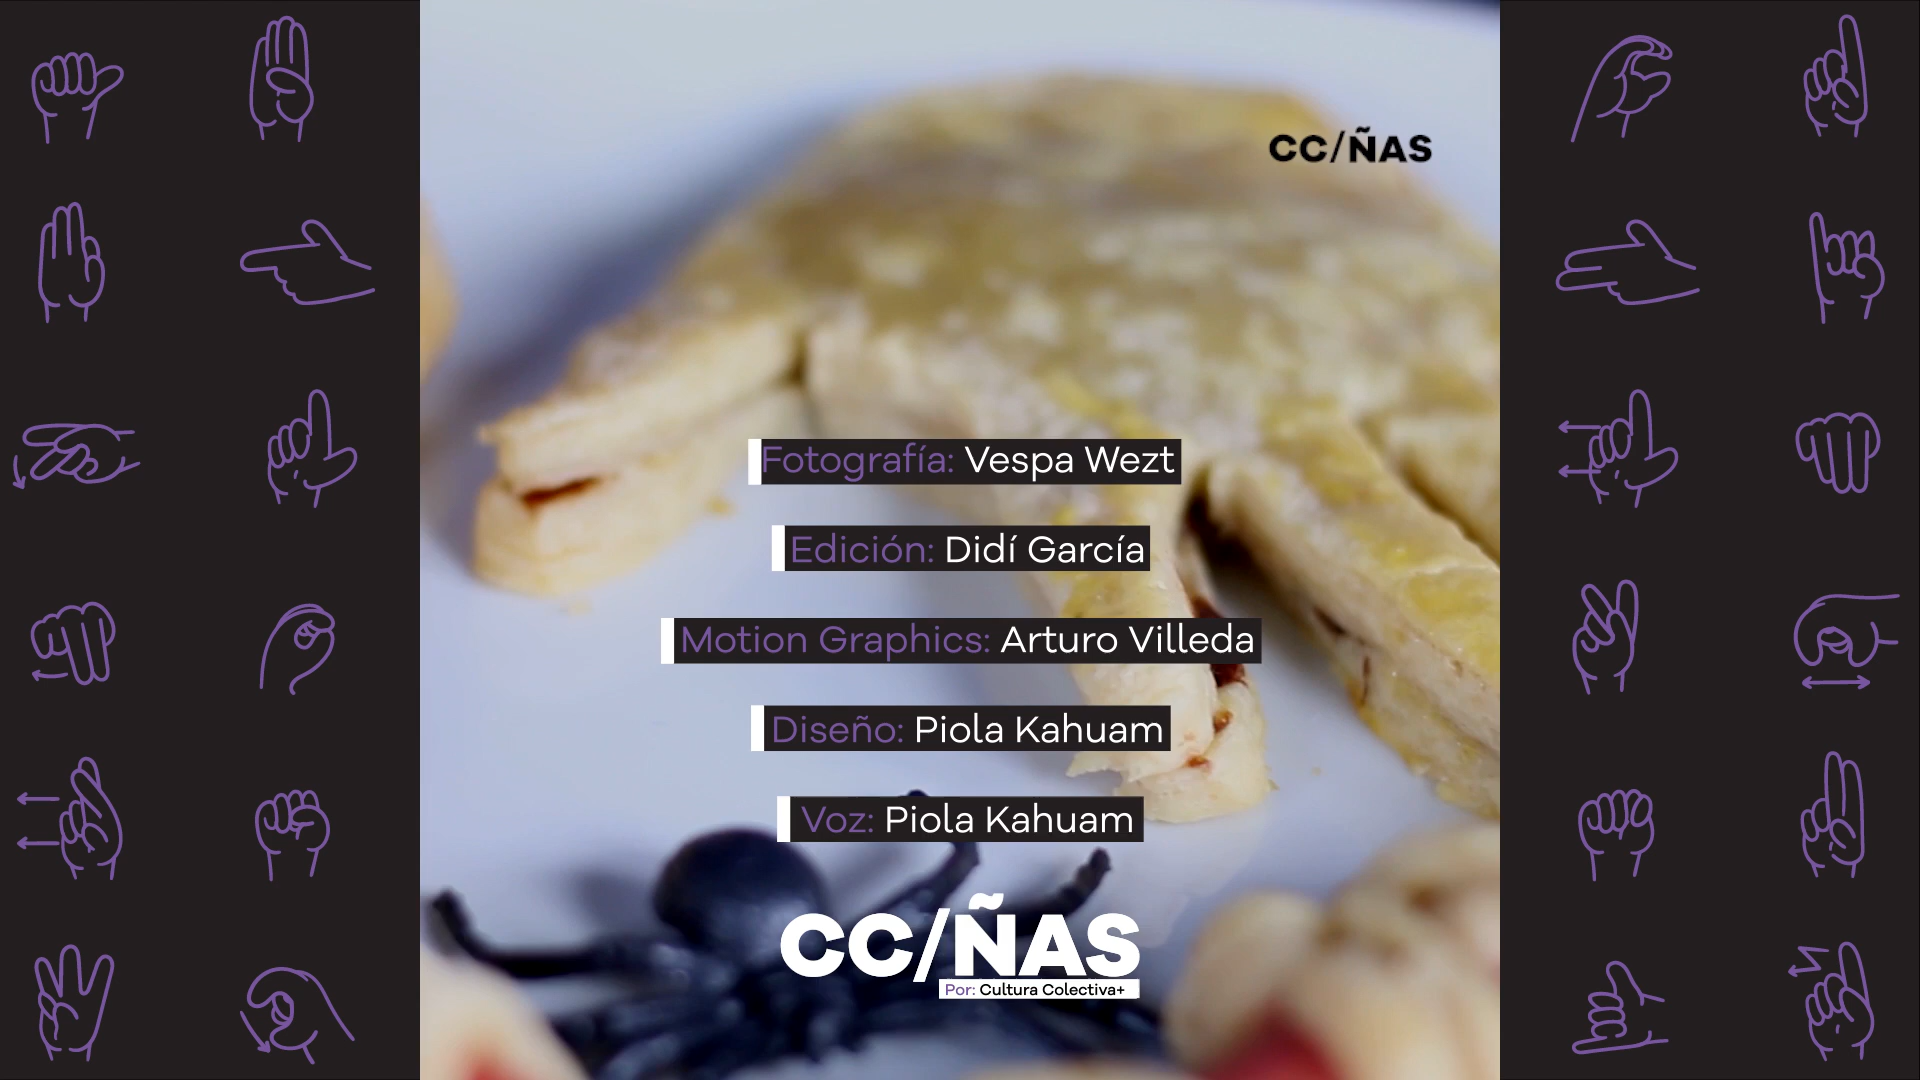 CC/ÑAS
Fotografía: Vespa Wezt
Edición: Didí García
Motion Graphics: Arturo Villeda
Diseño: Piola Kahuam
Voz: Piola Kahuam
CC/ÑAS
Por: Cultura Colectiva+